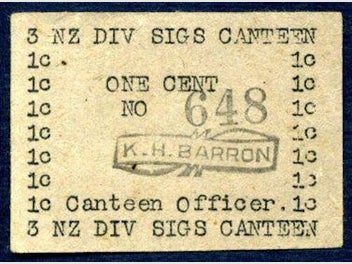 3 NZ DIV SIGS CANTEEN
1c 1c
1c ONE CENT 1c
1c NO 648 1c
1c 1c
1c K.H.BARRON 1c
1c 1c
1c Canteen Officer. 1c
3 NZ DIV SIGS CANTEEN